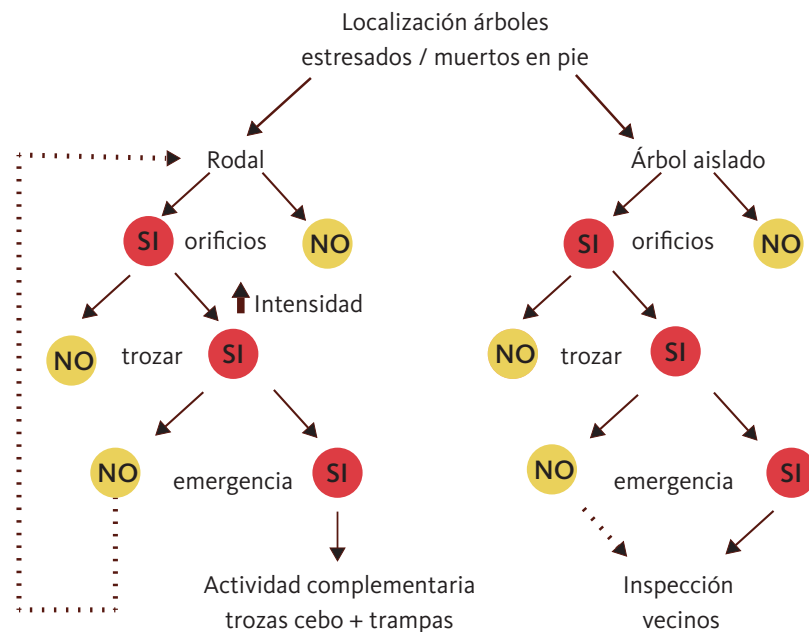 Localización árboles
estresados / muertos en pie
Rodal
Árbol aislado
SI orificios NO
SI orificios NO
Intensidad
NO trozar SI
NO trozar SI
NO emergencia SI
NO emergencia SI
Actividad complementaria
trozas cebo + trampas
Inspección
vecinos